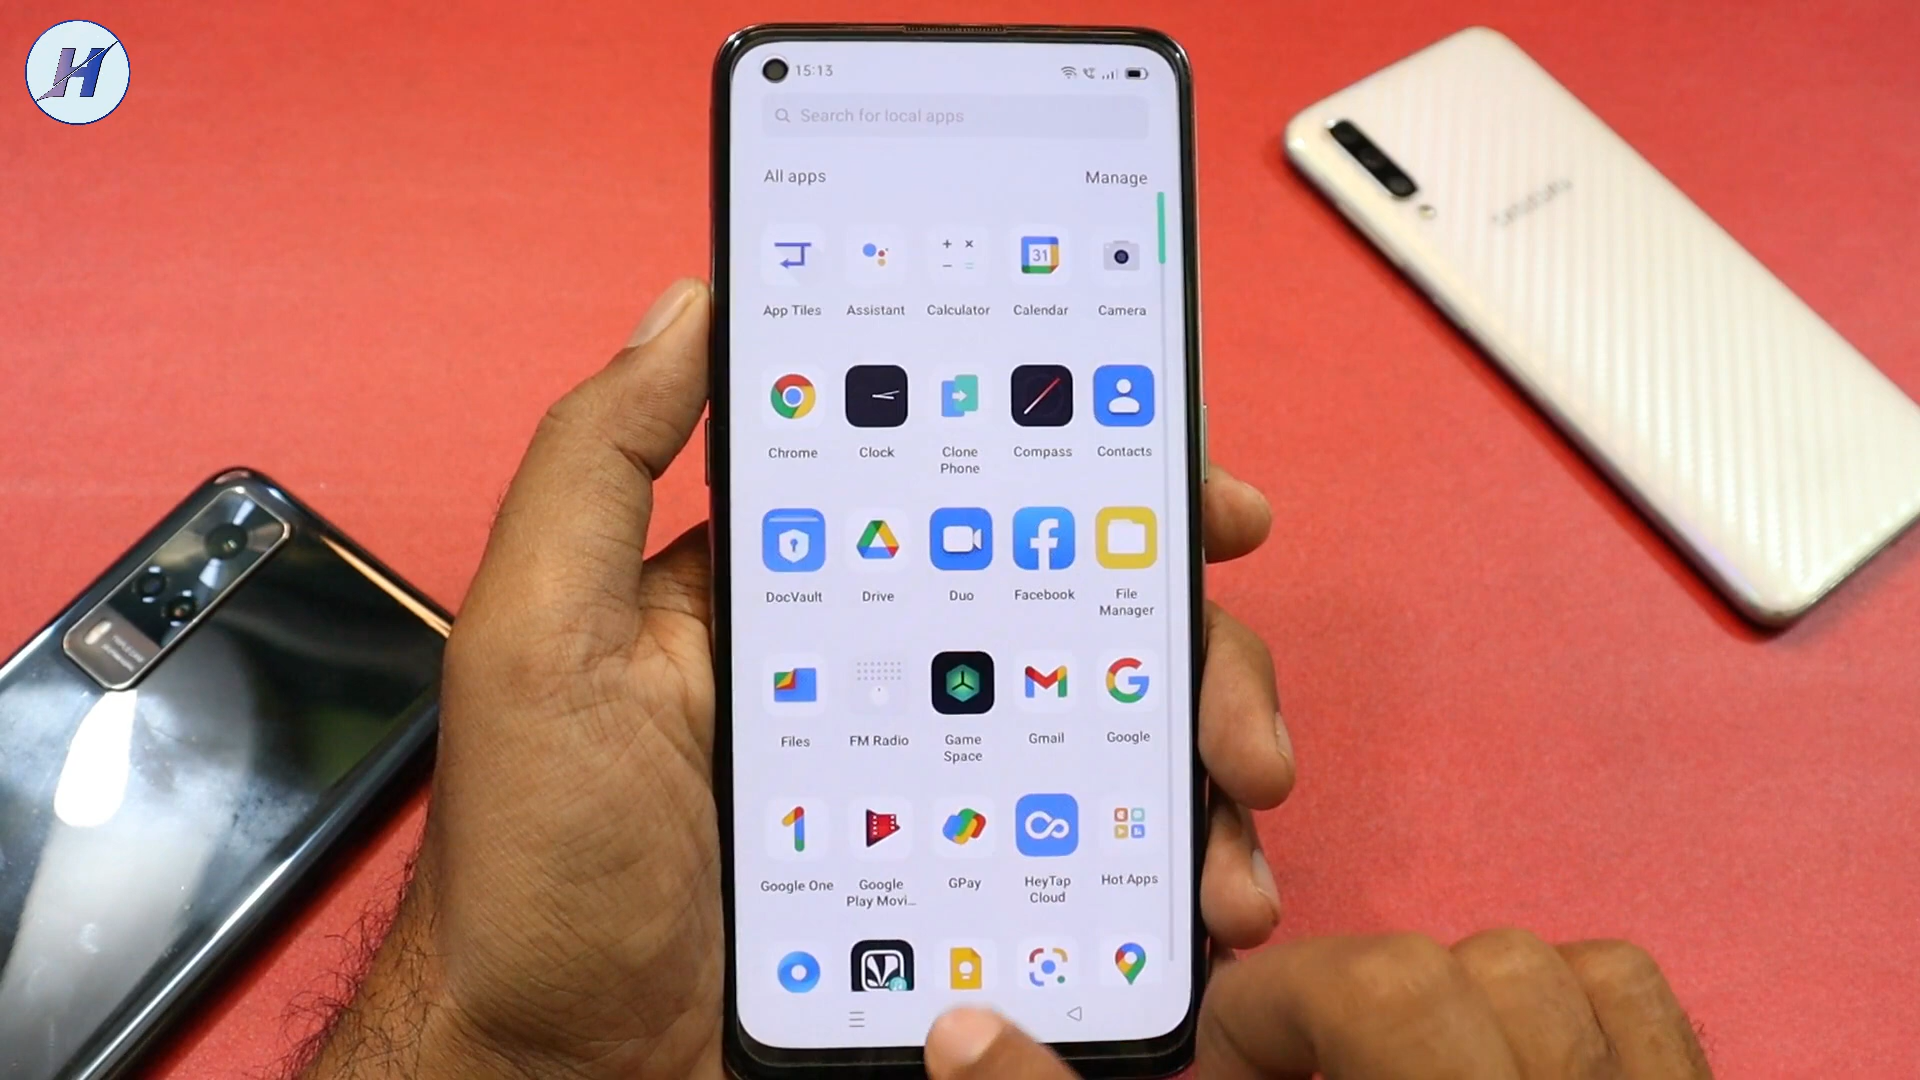 H
15:13
Search for local apps
All apps
Manage
31
App Tiles
Assistant
Calculator
Calendar
Camera
Chrome
Clock
Clone
Phone
Compass
Contacts
DocVault
Drive
Duo
Facebook
File
Manager
Files
FM Radio
Game
Space
Gmail
Google
Google One
Google
Play Movi...
GPay
HeyTap
Cloud
Hot Apps
SAMSUNG